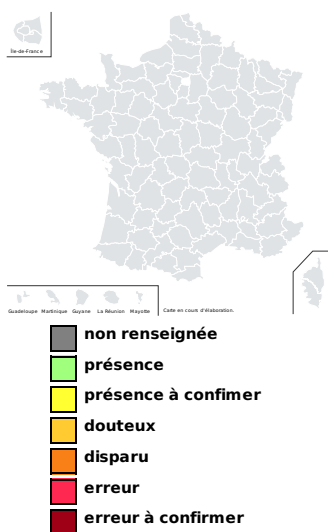 Île-de-France
Guadeloupe Martinique Guyane La Réunion Mayotte Carte en cours d'élaboration.
non renseignée
présence
présence à confimer
douteux
disparu
erreur
erreur à confirmer